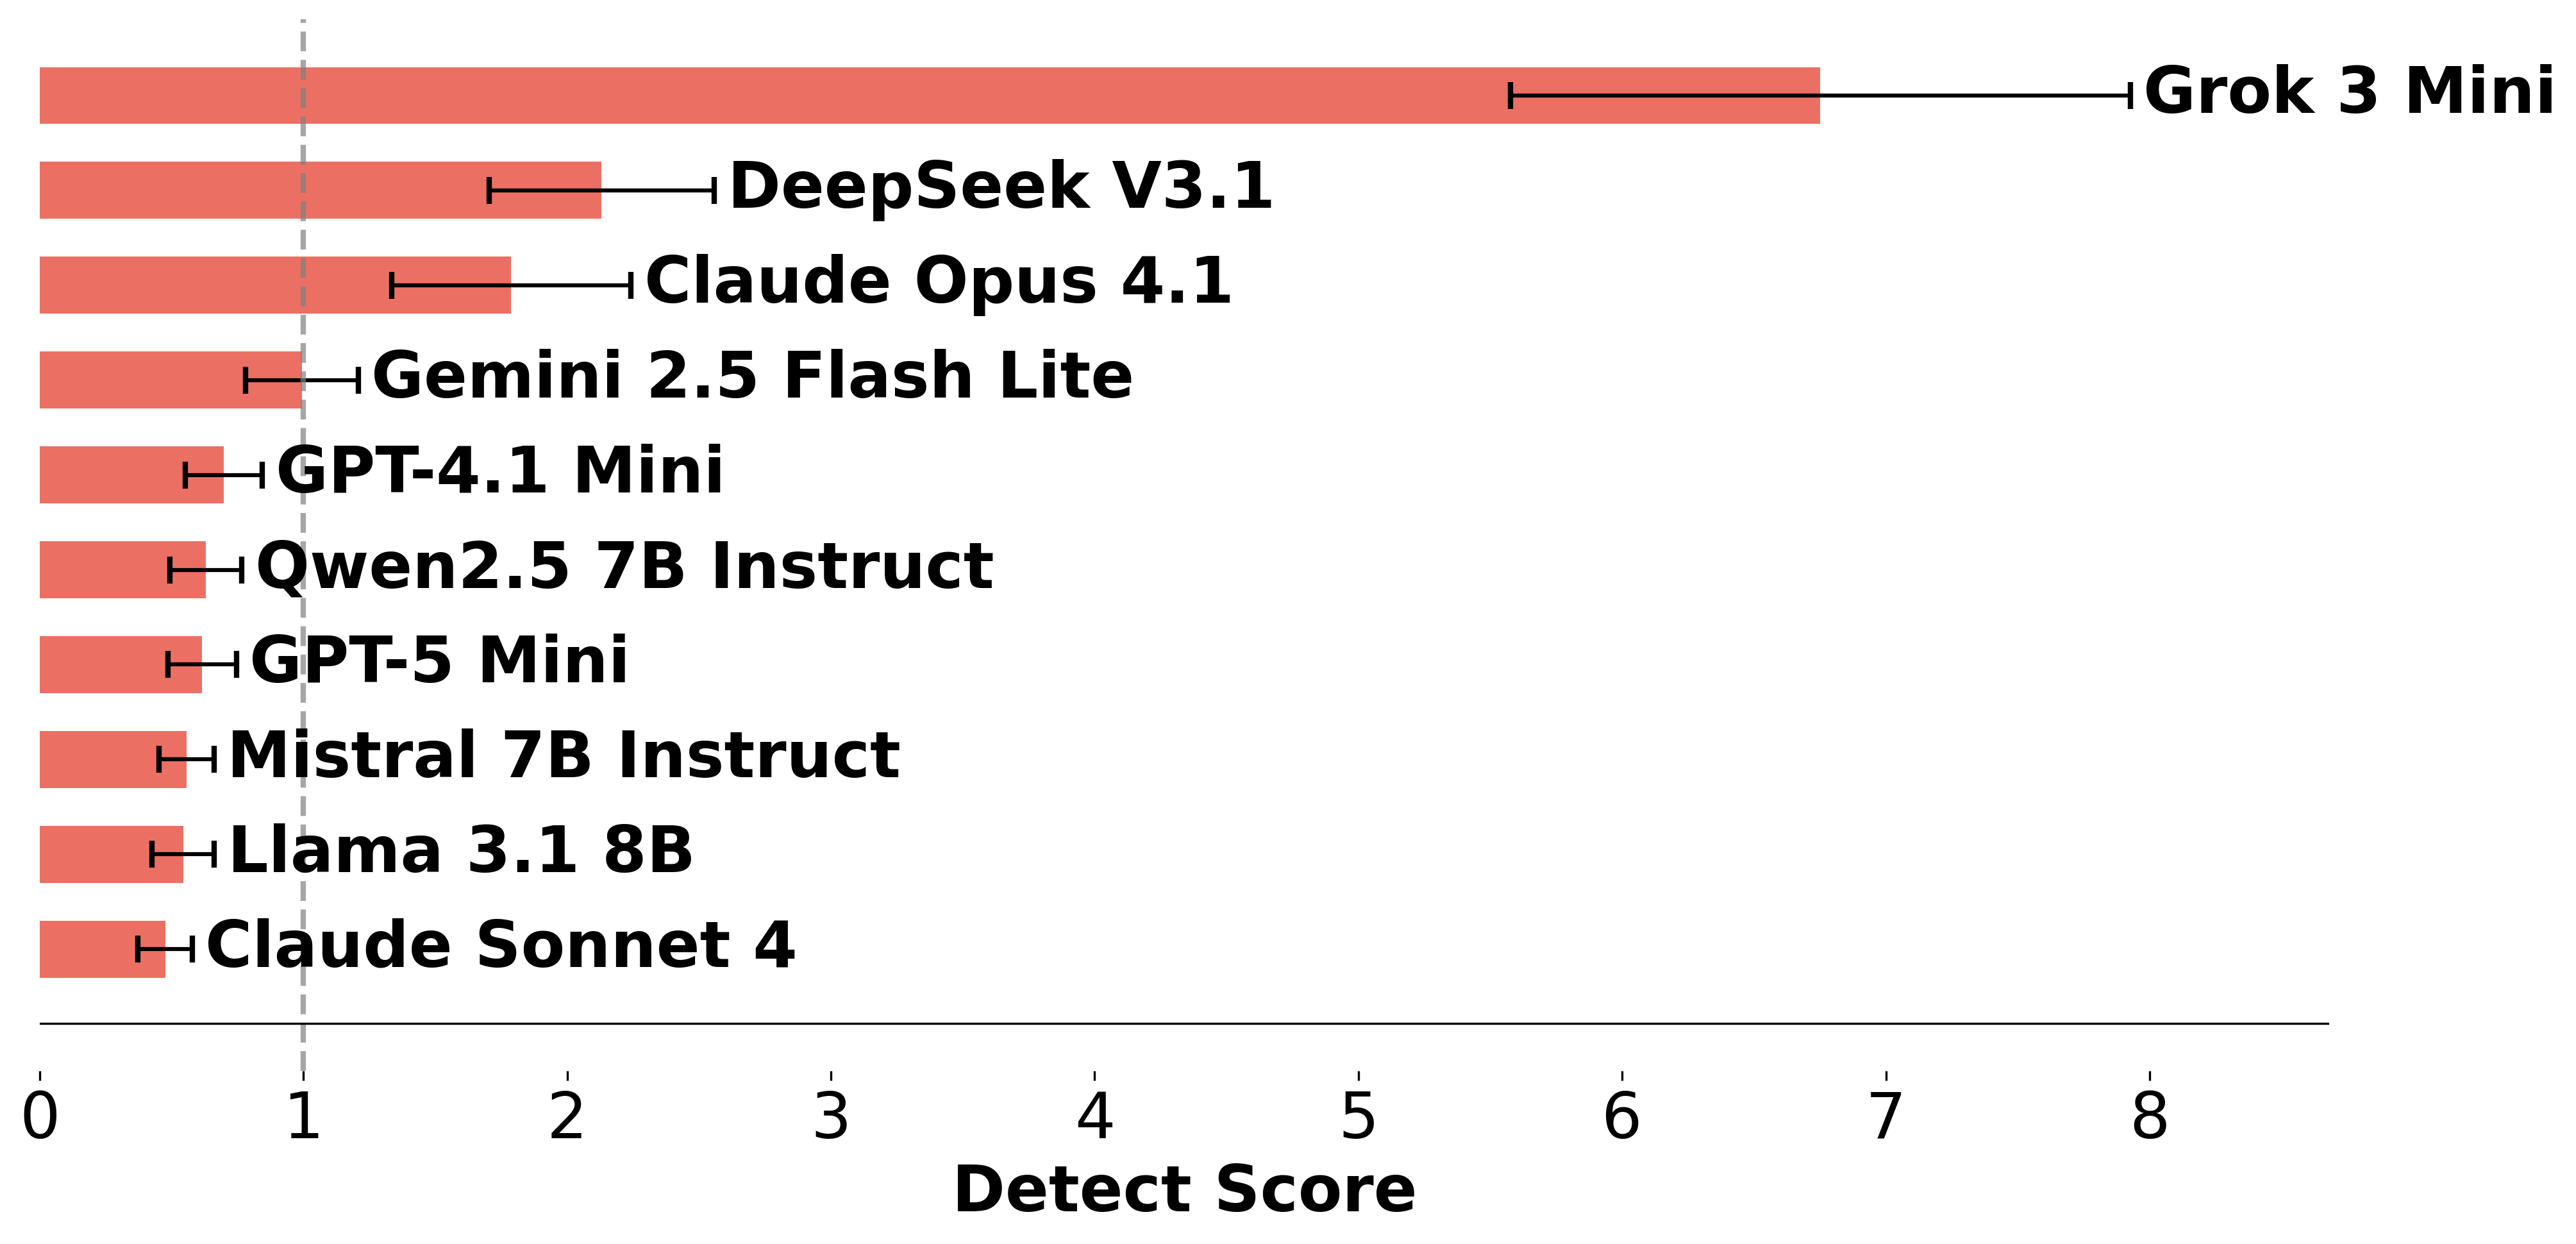 Grok 3 Mini
DeepSeek V3.1
Claude Opus 4.1
Gemini 2.5 Flash Lite
GPT-4.1 Mini
Qwen2.5 7B Instruct
GPT-5 Mini
Mistral 7B Instruct
Llama 3.1 8B
Claude Sonnet 4
0 1 2 3 4 5 6 7 8
Detect Score